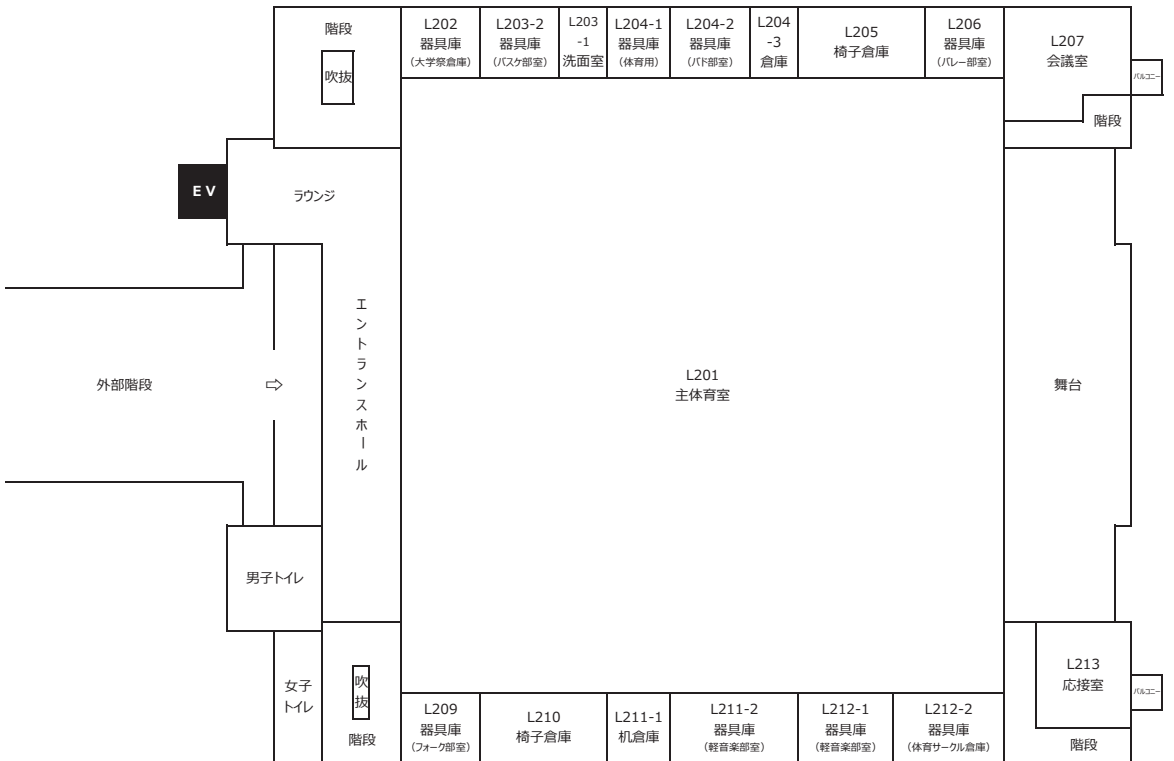 階段
吹抜
L202
器具庫
(大学祭倉庫)
L203-2
器具庫
(バスケ部室)
L203
-1
洗面室
L204-1
器具庫
(体育用)
L204-2
器具庫
(バド部室)
L204
-3
倉庫
L205
椅子倉庫
L206
器具庫
(バレー部室)
L207
会議室
バルコニー
階段
EV
ラウンジ
エントランスホール
外部階段
⇨
L201
主体育室
舞台
男子トイレ
女子
トイレ
吹
抜
階段
L209
器具庫
(フォーク部室)
L210
椅子倉庫
L211-1
机倉庫
L211-2
器具庫
(軽音楽部室)
L212-1
器具庫
(軽音楽部室)
L212-2
器具庫
(体育サークル倉庫)
L213
応接室
バルコニー
階段